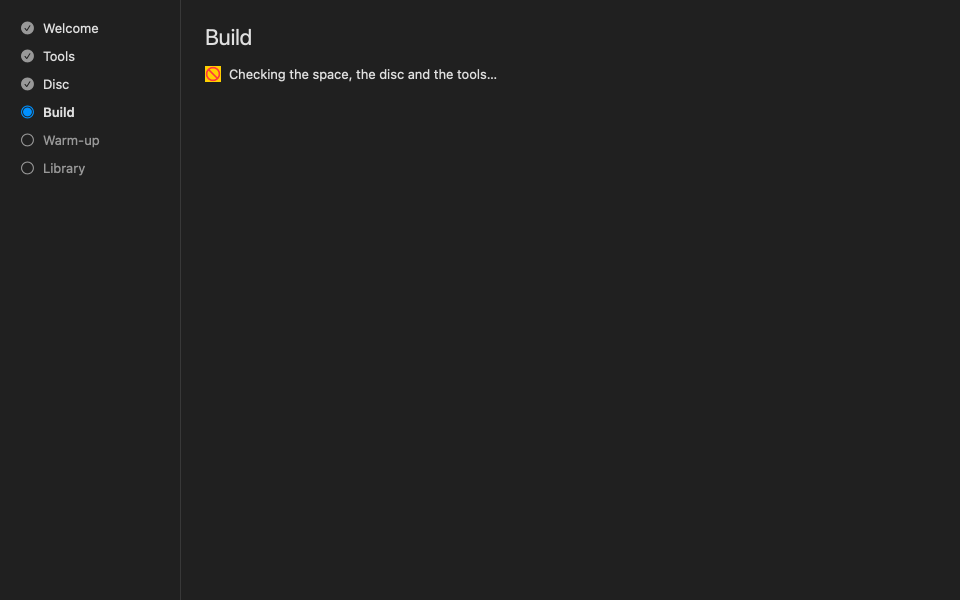 Welcome
Tools
Disc
Build
Warm-up
Library
Build
Checking the space, the disc and the tools...